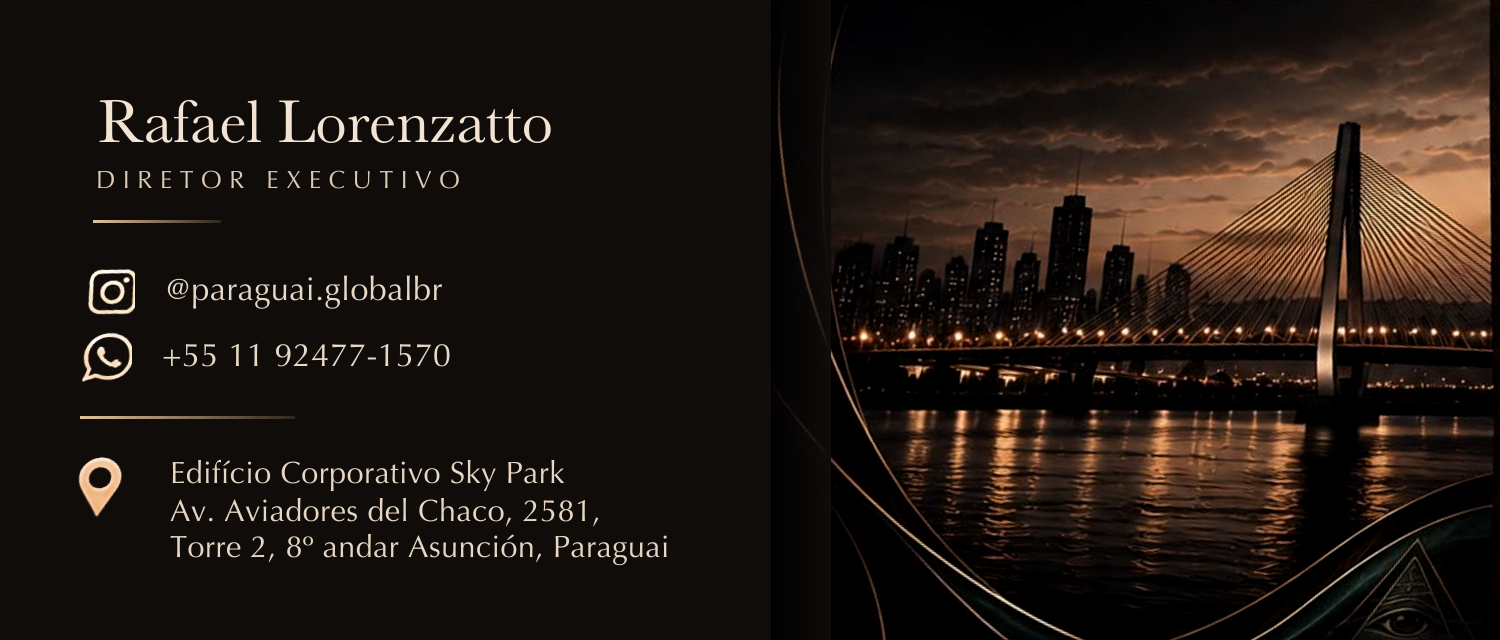 Rafael Lorenzatto
DIRETOR EXECUTIVO
@paraguai.globalbr
+55 11 92477-1570
Edifício Corporativo Sky Park
Av. Aviadores del Chaco, 2581,
Torre 2, 8º andar Asunción, Paraguai